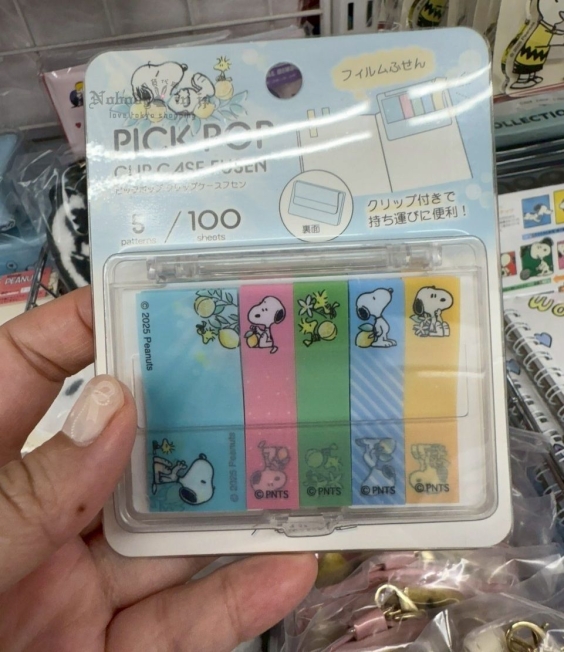 フィルムふせん
PICK POP
CLIP CASE FUSEN
ピックポップ クリップケースフセン
5 / 100
patterns sheets
裏面
クリップ付きで
持ち運びに便利！
© 2025 Peanuts
© 2025 Peanuts
©PNTS
©PNTS
©PNTS
©PNTS
COLLECTION
PEANUTS